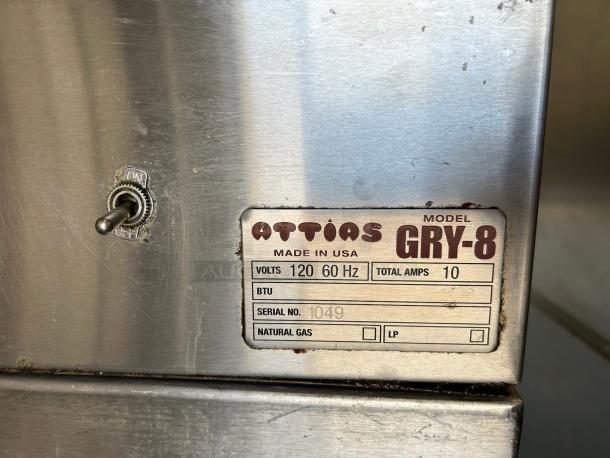 ON
OFF
MODEL
ATTiAS GRY-8
MADE IN USA
VOLTS 120 60 Hz TOTAL AMPS 10
BTU
SERIAL NO. 1049
NATURAL GAS LP